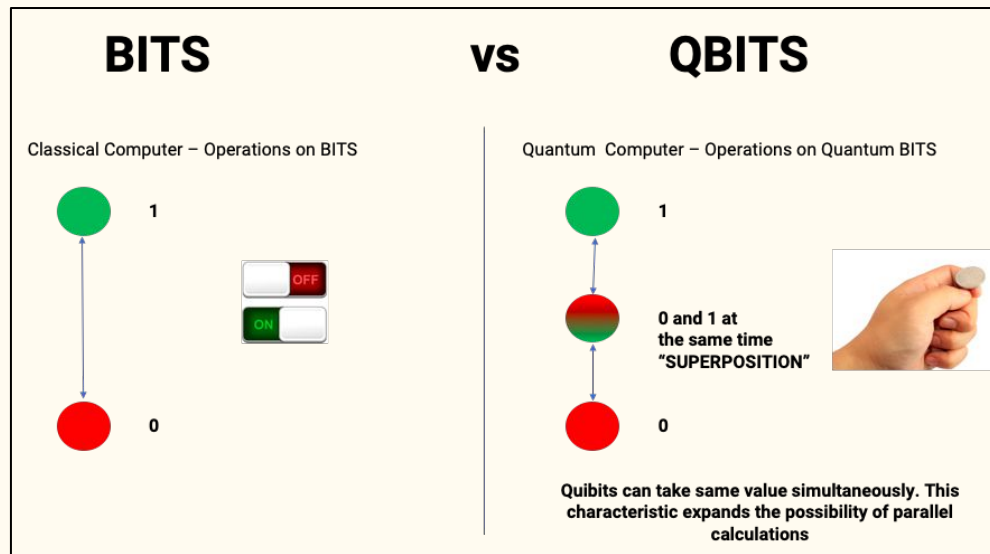 BITS
vs
QBITS
Classical Computer – Operations on BITS
1
OFF
ON
0
Quantum Computer – Operations on Quantum BITS
1
0 and 1 at
the same time
“SUPERPOSITION”
0
Quibits can take same value simultaneously. This
characteristic expands the possibility of parallel
calculations